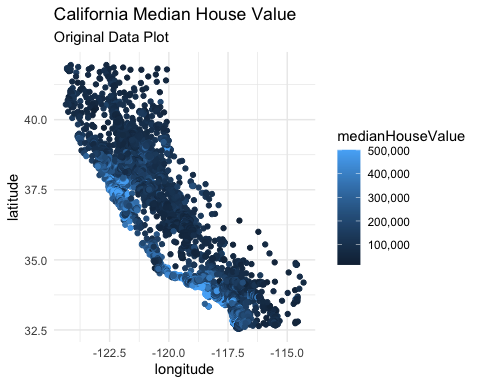 California Median House Value
Original Data Plot
latitude
40.0
37.5
35.0
32.5
-122.5 -120.0 -117.5 -115.0
longitude
medianHouseValue
500,000
400,000
300,000
200,000
100,000